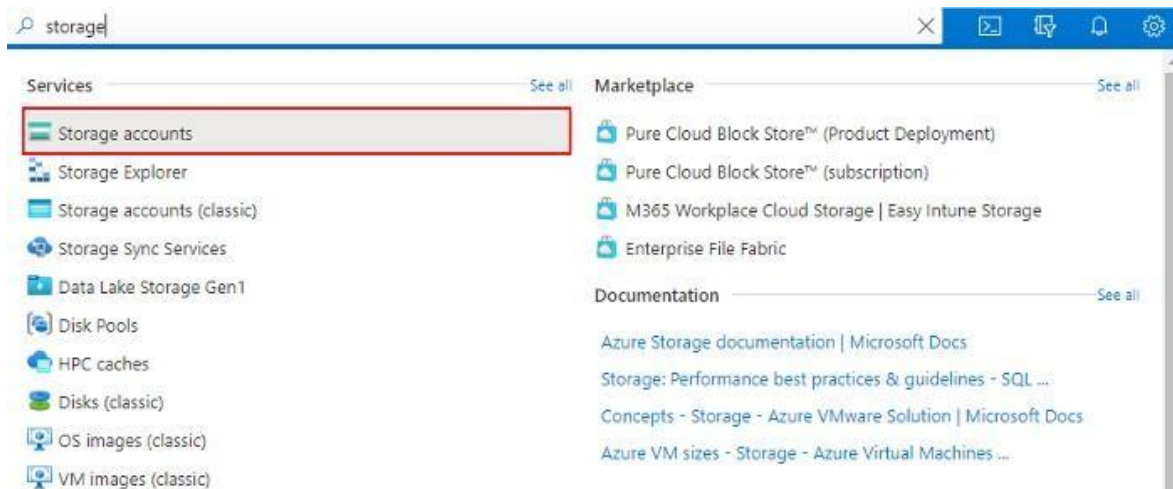 storage
Services See all
Storage accounts
Storage Explorer
Storage accounts (classic)
Storage Sync Services
Data Lake Storage Gen1
Disk Pools
HPC caches
Disks (classic)
OS images (classic)
VM images (classic)
Marketplace See all
Pure Cloud Block Store™ (Product Deployment)
Pure Cloud Block Store™ (subscription)
M365 Workplace Cloud Storage | Easy Intune Storage
Enterprise File Fabric
Documentation See all
Azure Storage documentation | Microsoft Docs
Storage: Performance best practices & guidelines - SQL ...
Concepts - Storage - Azure VMware Solution | Microsoft Docs
Azure VM sizes - Storage - Azure Virtual Machines ...